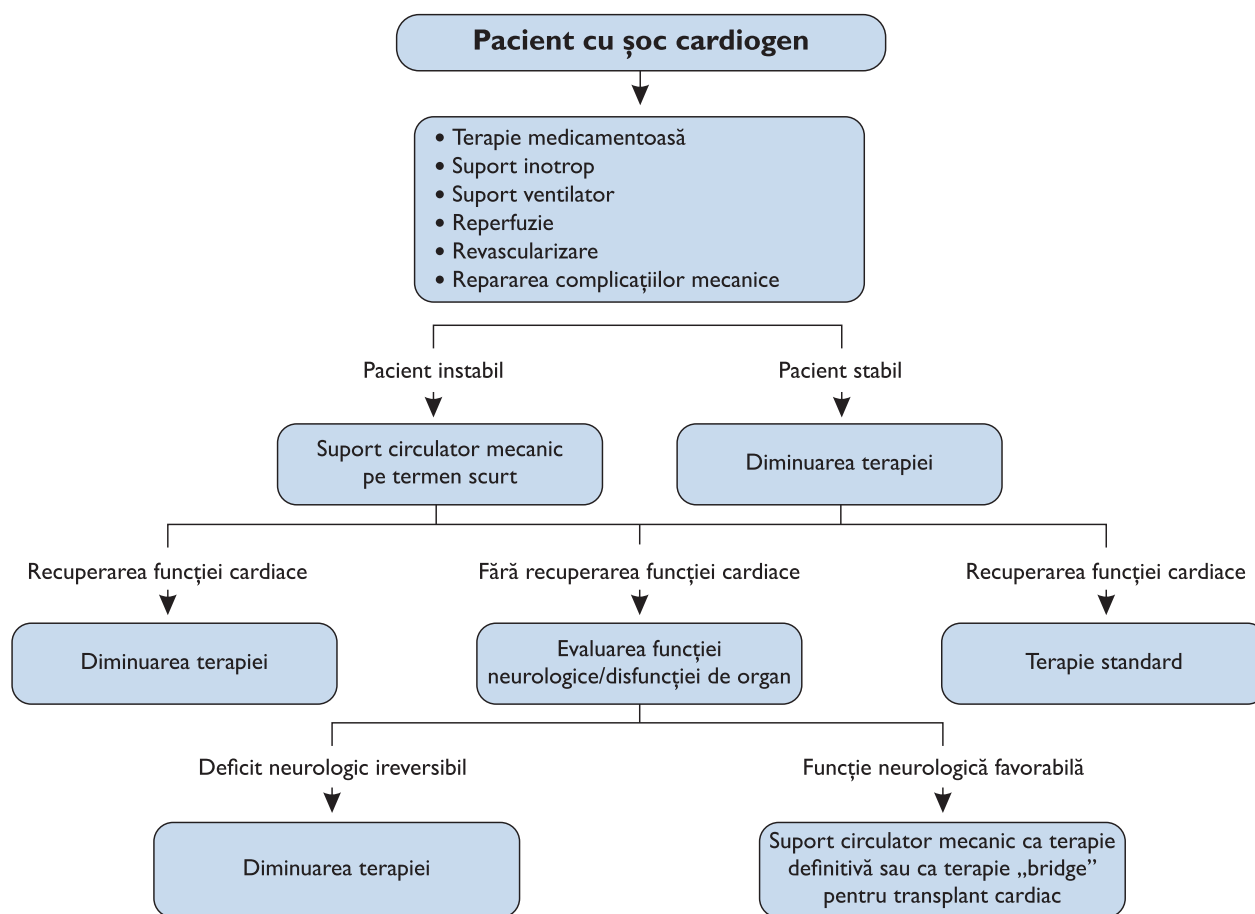 Pacient cu șoc cardiogen
• Terapie medicamentoasă
• Suport inotrop
• Suport ventilator
• Reperfuzie
• Revascularizare
• Repararea complicațiilor mecanice
Pacient instabil
Pacient stabil
Suport circulator mecanic
pe termen scurt
Diminuarea terapiei
Recuperarea funcției cardiace
Fără recuperarea funcției cardiace
Recuperarea funcției cardiace
Diminuarea terapiei
Evaluarea funcției
neurologice/disfuncției de organ
Terapie standard
Deficit neurologic ireversibil
Funcție neurologică favorabilă
Diminuarea terapiei
Suport circulator mecanic ca terapie
definitivă sau ca terapie „bridge”
pentru transplant cardiac